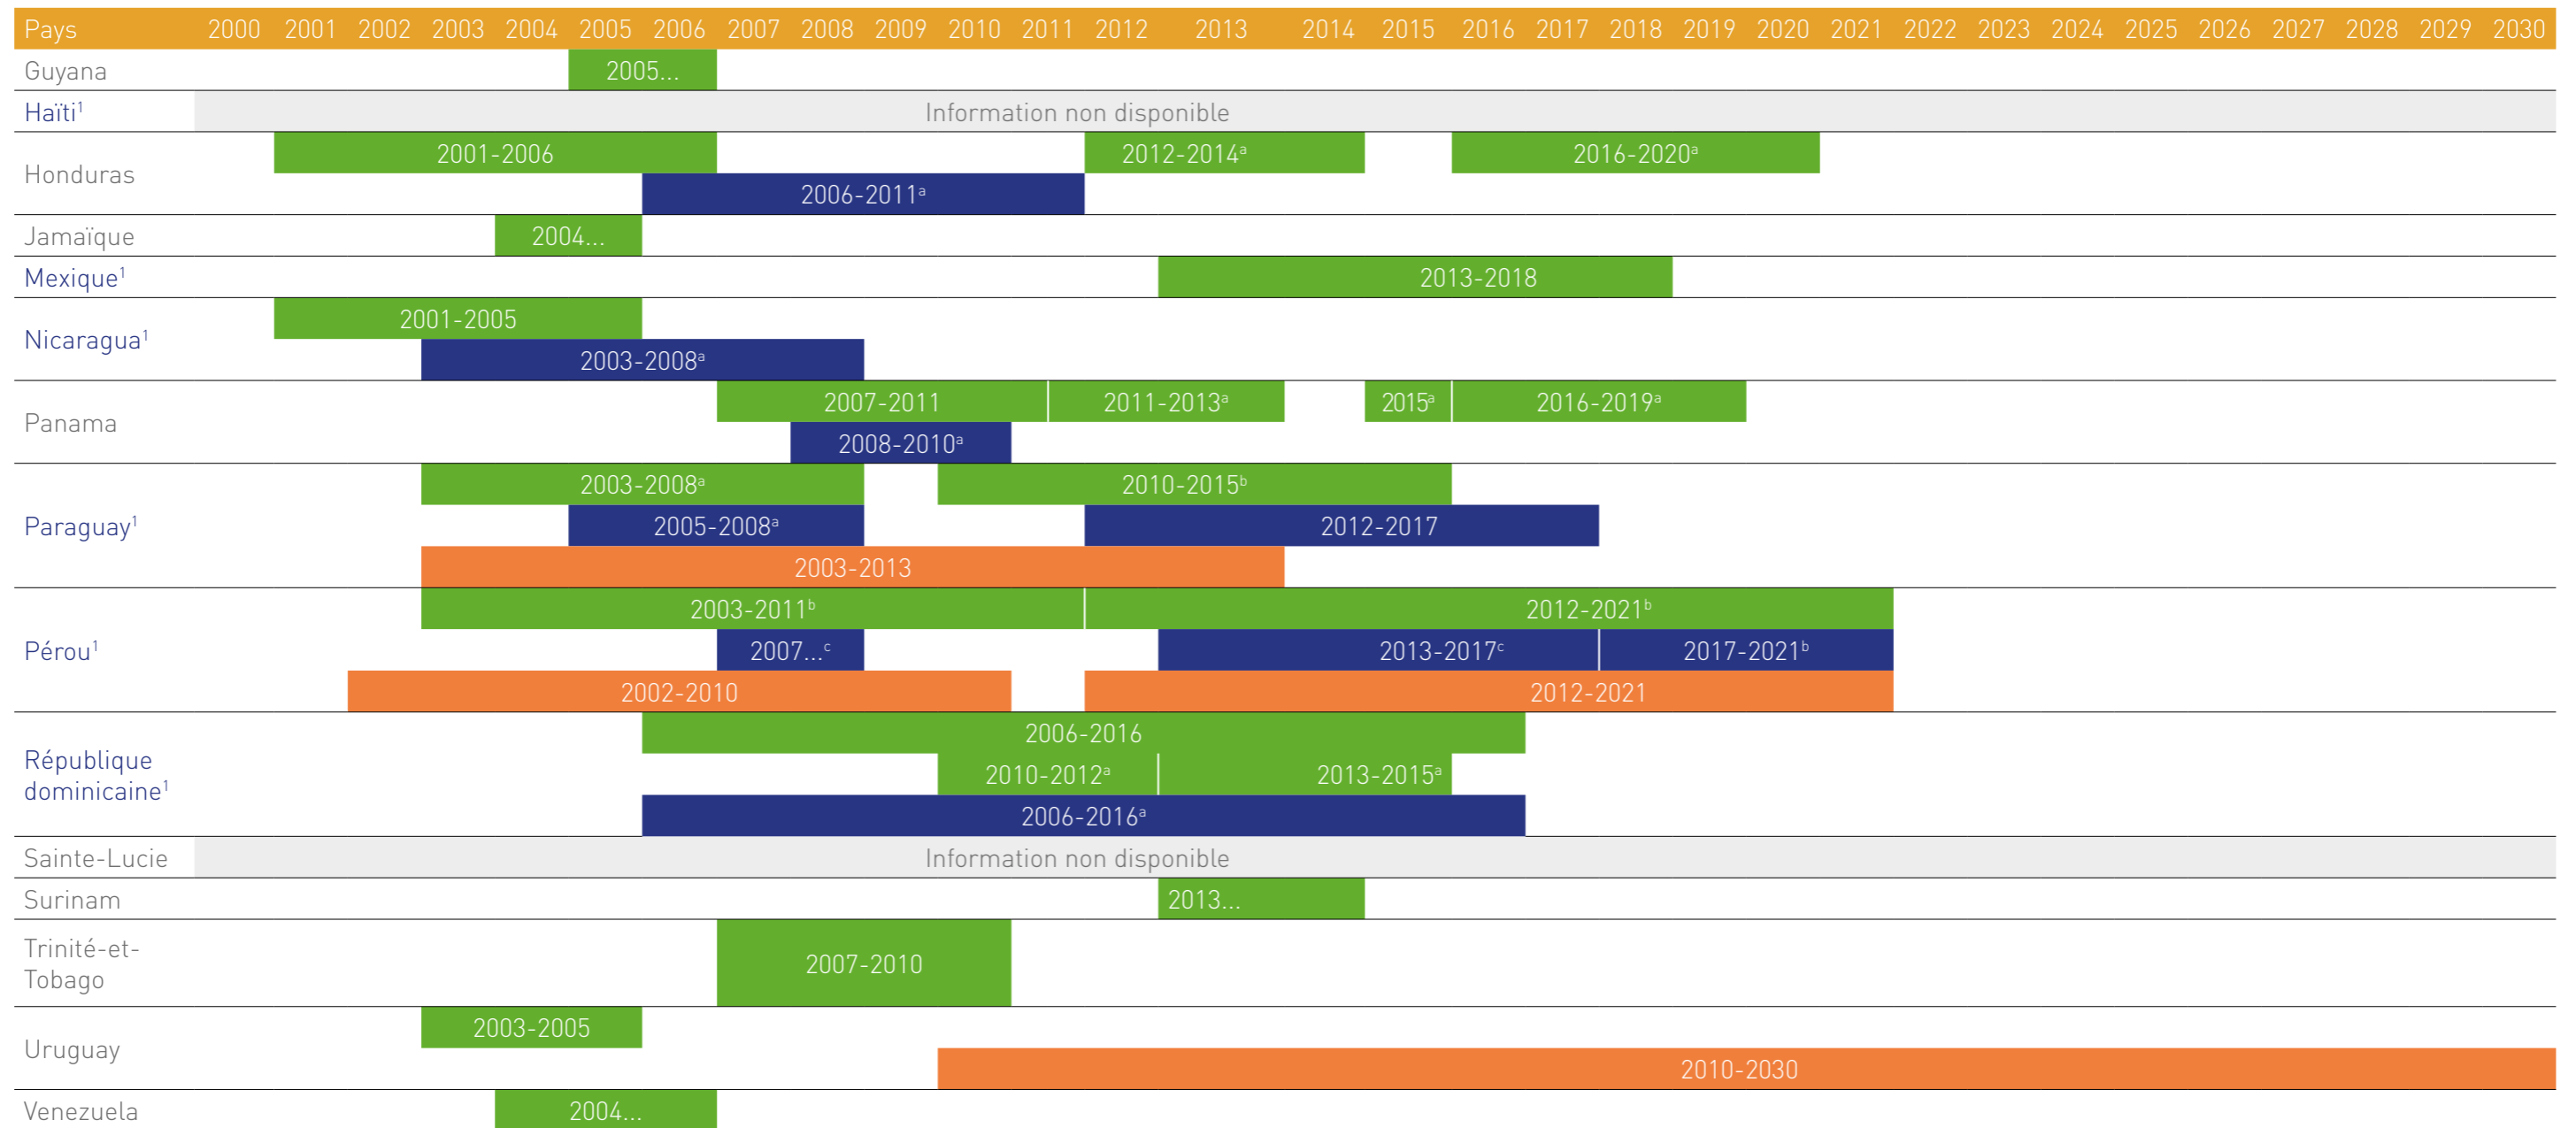 Pays 2000 2001 2002 2003 2004 2005 2006 2007 2008 2009 2010 2011 2012 2013 2014 2015 2016 2017 2018 2019 2020 2021 2022 2023 2024 2025 2026 2027 2028 2029 2030
Guyana 2005...
Haïti¹ Information non disponible
Honduras
2001-2006 2012-2014ᵃ 2016-2020ᵃ
2006-2011ᵃ
Jamaïque 2004...
Mexique¹ 2013-2018
Nicaragua¹
2001-2005
2003-2008ᵃ
Panama
2007-2011 2011-2013ᵃ 2015ᵃ 2016-2019ᵃ
2008-2010ᵃ
Paraguay¹
2003-2008ᵃ 2010-2015ᵇ
2005-2008ᵃ 2012-2017
2003-2013
Pérou¹
2003-2011ᵇ 2012-2021ᵇ
2007...ᶜ 2013-2017ᶜ 2017-2021ᵇ
2002-2010 2012-2021
République
dominicaine¹
2006-2016
2010-2012ᵃ 2013-2015ᵃ
2006-2016ᵃ
Sainte-Lucie Information non disponible
Surinam 2013...
Trinité-et-
Tobago
2007-2010
Uruguay
2003-2005
2010-2030
Venezuela 2004...